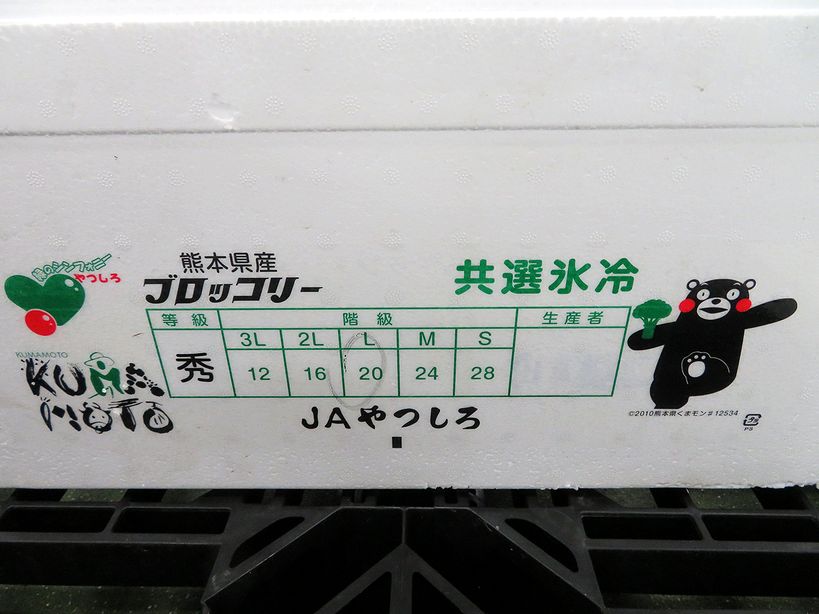 緑のシンフォニー
やつしろ
熊本県産
ブロッコリー
共選氷冷
等級 階級 生産者
3L 2L L M S
秀 12 16 20 24 28
KUMAMOTO
KUMA
MOTO
JAやつしろ
©2010熊本県くまモン#12534
PS